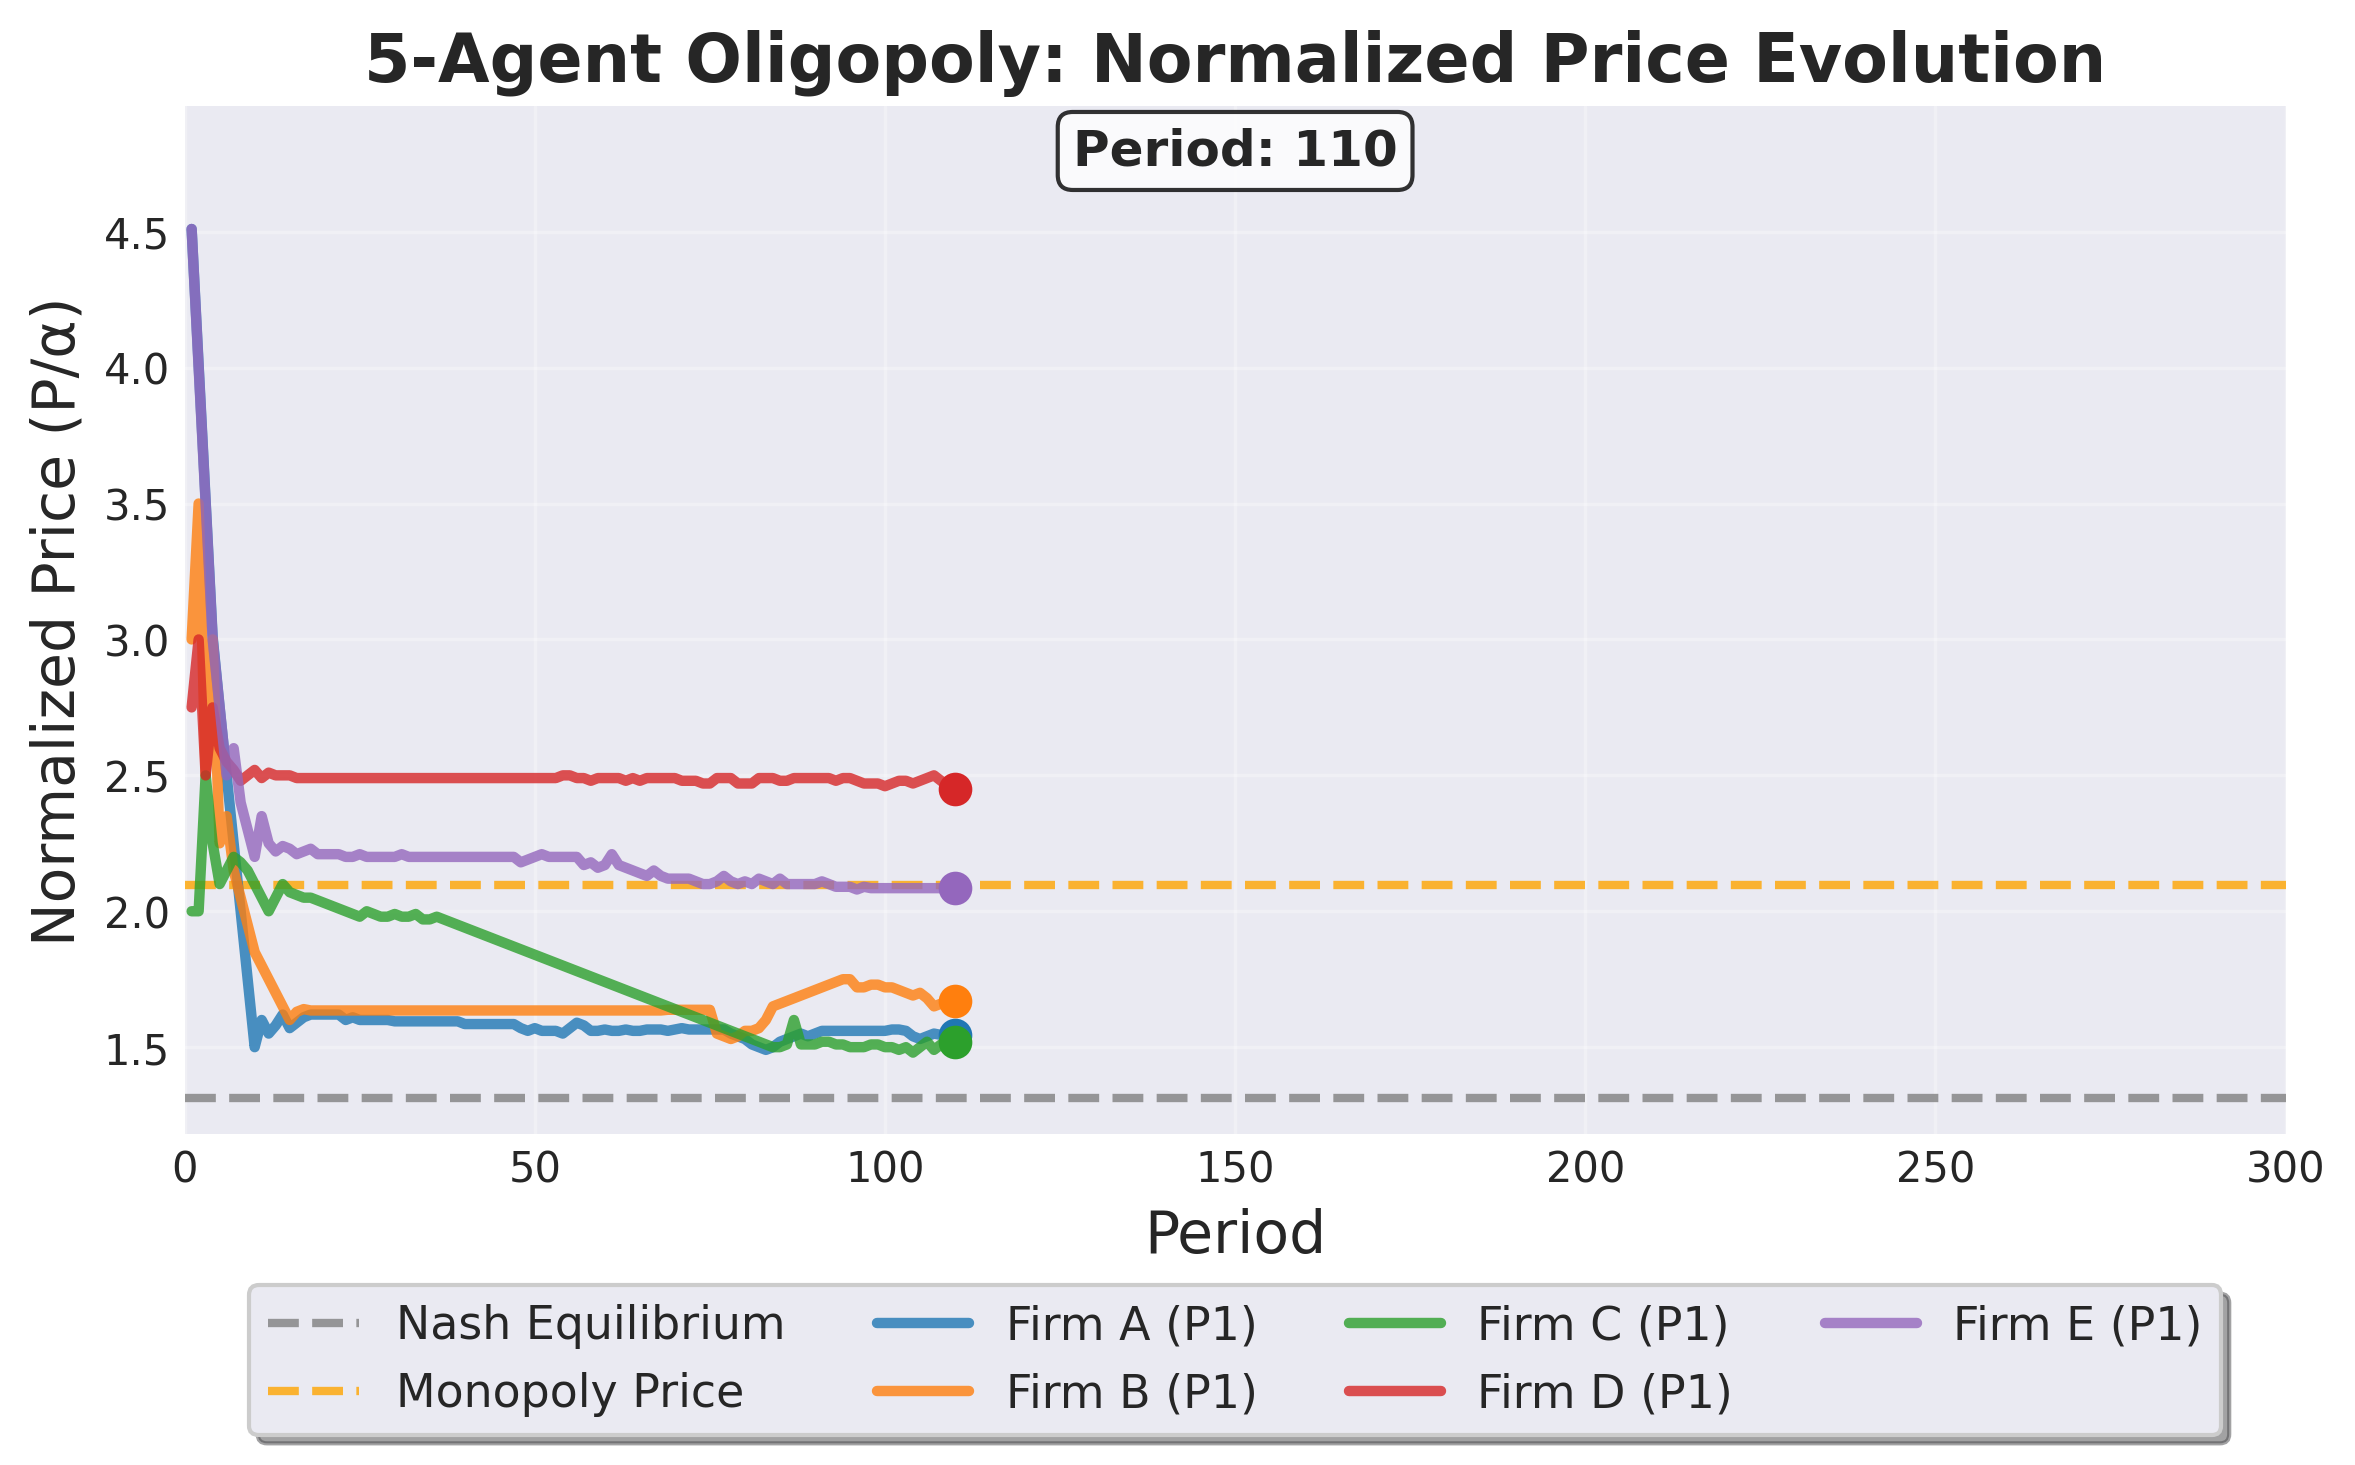 5-Agent Oligopoly: Normalized Price Evolution
Period: 110
Normalized Price (P/α)
4.5
4.0
3.5
3.0
2.5
2.0
1.5
0
50
100
150
200
250
300
Period
Nash Equilibrium
Monopoly Price
Firm A (P1)
Firm B (P1)
Firm C (P1)
Firm D (P1)
Firm E (P1)